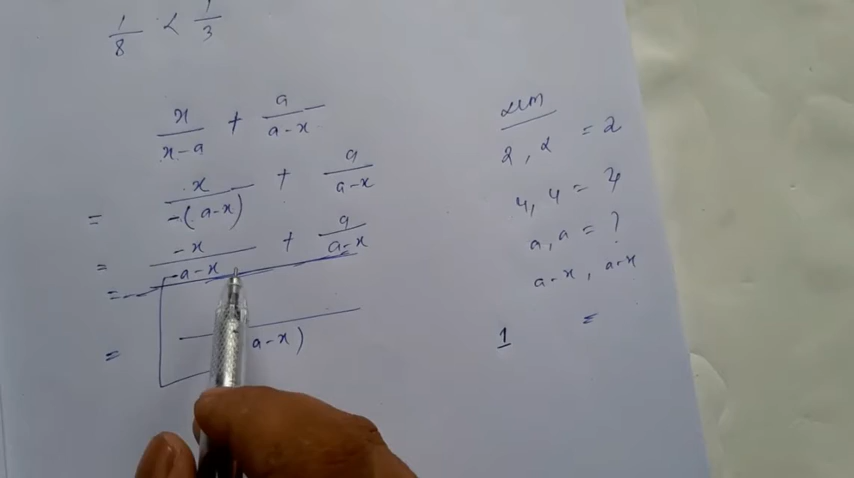 1/8 < 1/3
x/(x-a) + a/(a-x)
= x/-(a-x) + a/(a-x)
= -x/(a-x) + a/(a-x)
=
= a-x)
LCM
2, 2 = 2
4, 4 = 4
a, a = ?
a-x, a-x
1 =